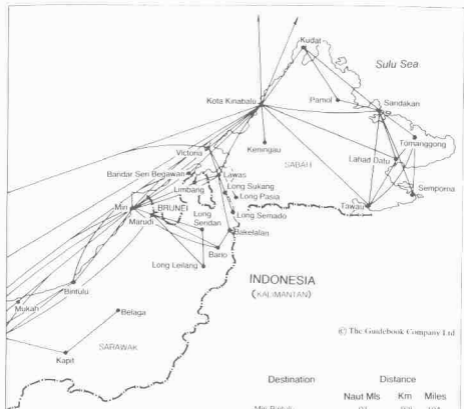 Kudat
Sulu Sea
Kota Kinabalu
Pamol
Sandakan
Tomanggong
Keningau
Victoria
SABAH
Lahad Datu
Bandar Seri Begawan
Lawas
Limbang
Long Sukang
Long Pasia
Semporna
Miri
BRUNEI
Long Semado
Tawau
Marudi
Long
Seridan
Bakelalan
Bario
Long Lellang
INDONESIA
(KALIMANTAN)
Bintulu
Mukah
Belaga
© The Guidebook Company Ltd
SARAWAK
Kapit
Destination
Distance
Naut Mls
Km
Miles